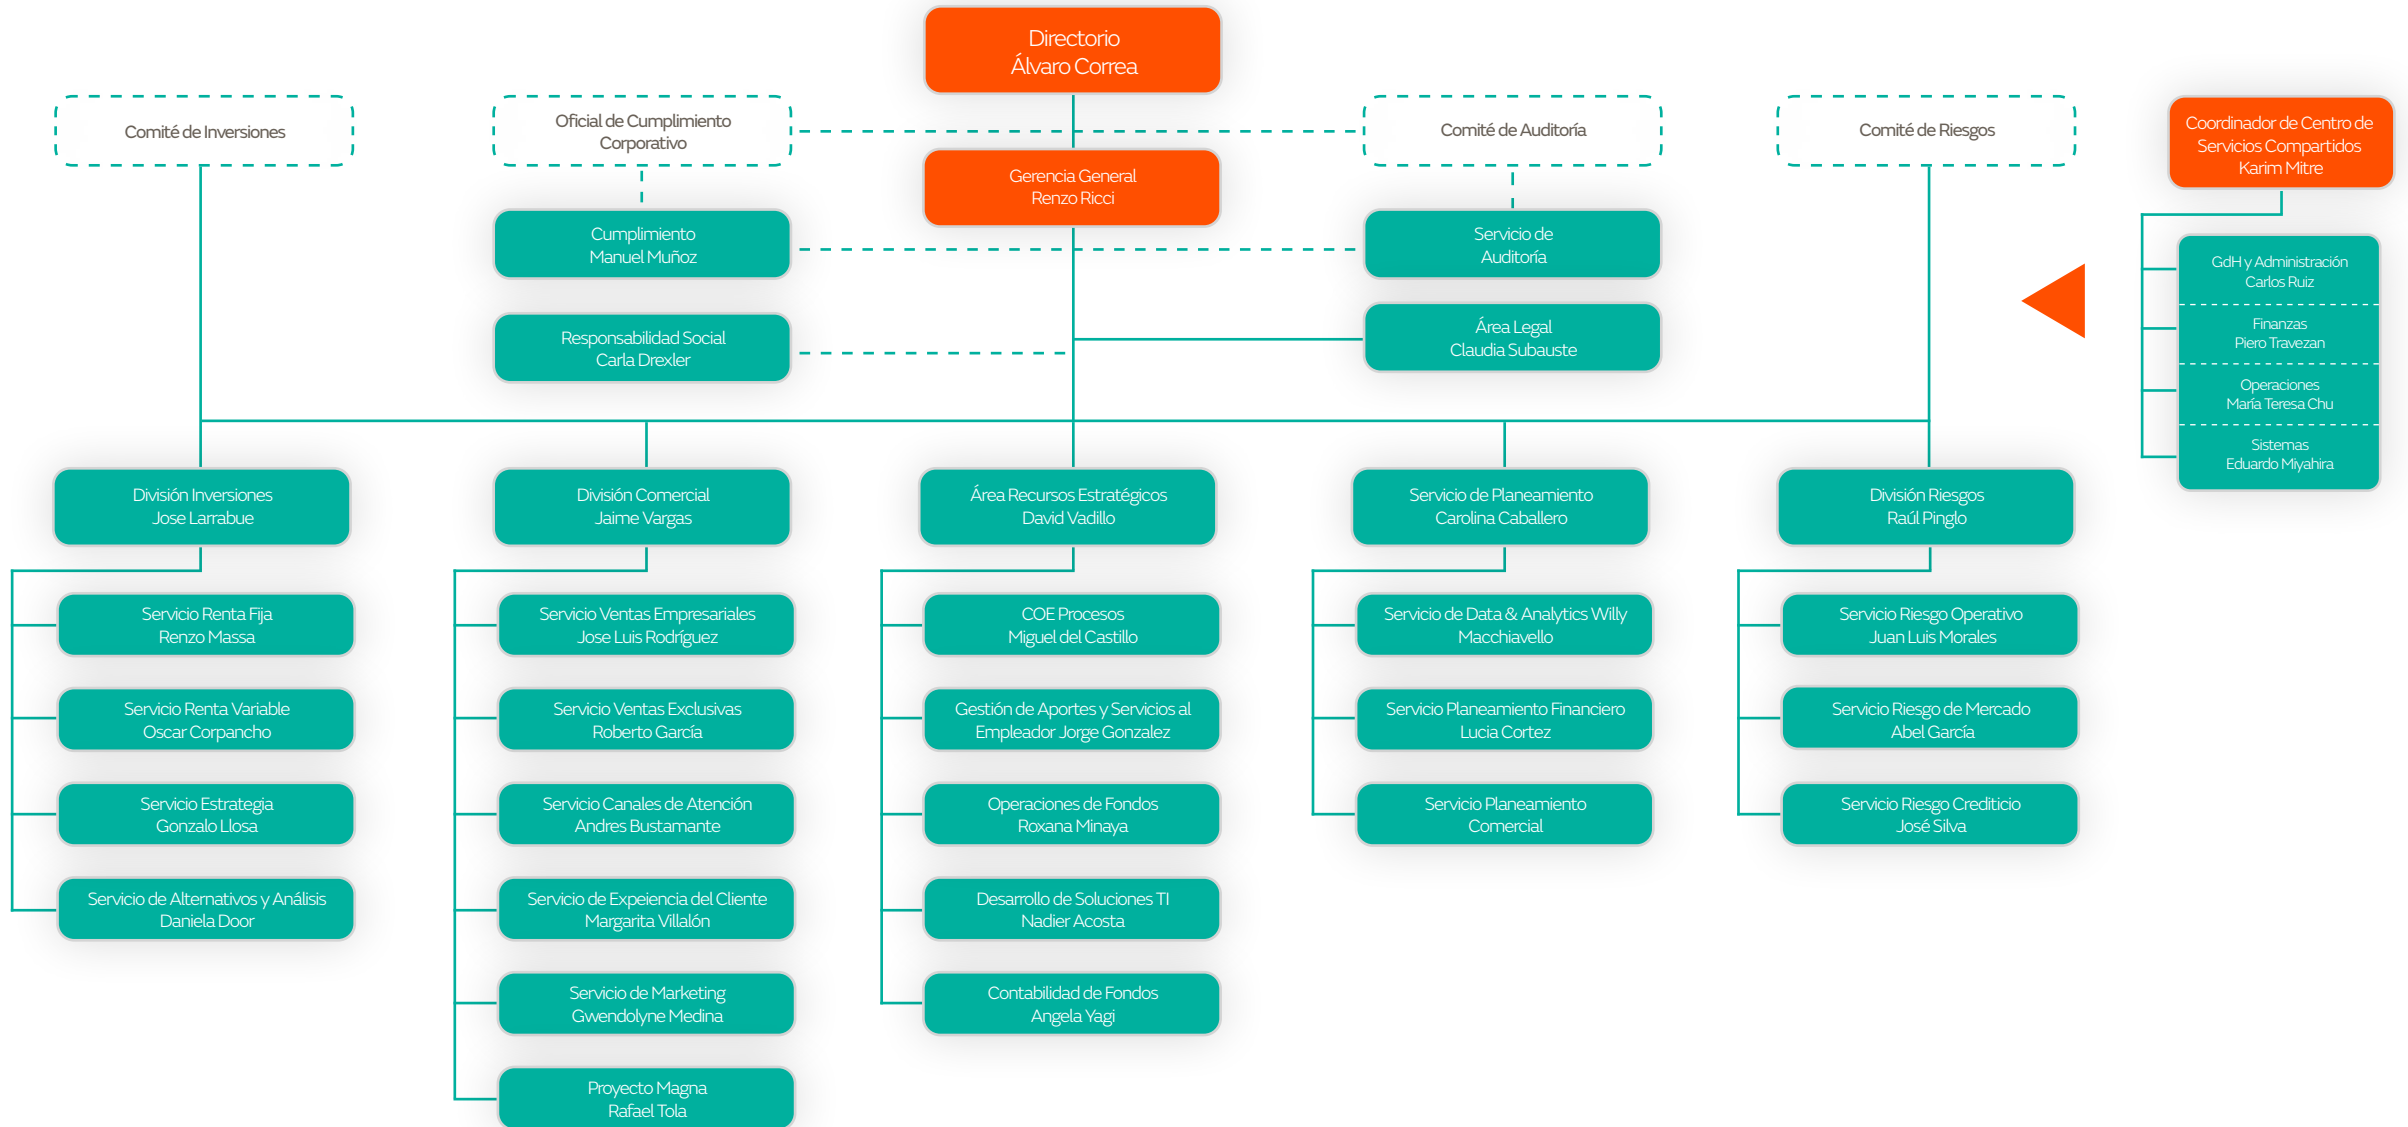 Directorio
Álvaro Correa
Comité de Inversiones
Oficial de Cumplimiento
Corporativo
Comité de Auditoría
Comité de Riesgos
Coordinador de Centro de
Servicios Compartidos
Karim Mitre
Gerencia General
Renzo Ricci
Cumplimiento
Manuel Muñoz
Servicio de
Auditoría
Responsabilidad Social
Carla Drexler
Área Legal
Claudia Subauste
GdH y Administración
Carlos Ruiz
Finanzas
Piero Travezan
Operaciones
María Teresa Chu
Sistemas
Eduardo Miyahira
División Inversiones
Jose Larrabue
Servicio Renta Fija
Renzo Massa
Servicio Renta Variable
Oscar Corpancho
Servicio Estrategia
Gonzalo Llosa
Servicio de Alternativos y Análisis
Daniela Door
División Comercial
Jaime Vargas
Servicio Ventas Empresariales
Jose Luis Rodríguez
Servicio Ventas Exclusivas
Roberto García
Servicio Canales de Atención
Andres Bustamante
Servicio de Expeiencia del Cliente
Margarita Villalón
Servicio de Marketing
Gwendolyne Medina
Proyecto Magna
Rafael Tola
Área Recursos Estratégicos
David Vadillo
COE Procesos
Miguel del Castillo
Gestión de Aportes y Servicios al
Empleador Jorge Gonzalez
Operaciones de Fondos
Roxana Minaya
Desarrollo de Soluciones TI
Nadier Acosta
Contabilidad de Fondos
Angela Yagi
Servicio de Planeamiento
Carolina Caballero
Servicio de Data & Analytics Willy
Macchiavello
Servicio Planeamiento Financiero
Lucia Cortez
Servicio Planeamiento
Comercial
División Riesgos
Raúl Pinglo
Servicio Riesgo Operativo
Juan Luis Morales
Servicio Riesgo de Mercado
Abel García
Servicio Riesgo Crediticio
José Silva